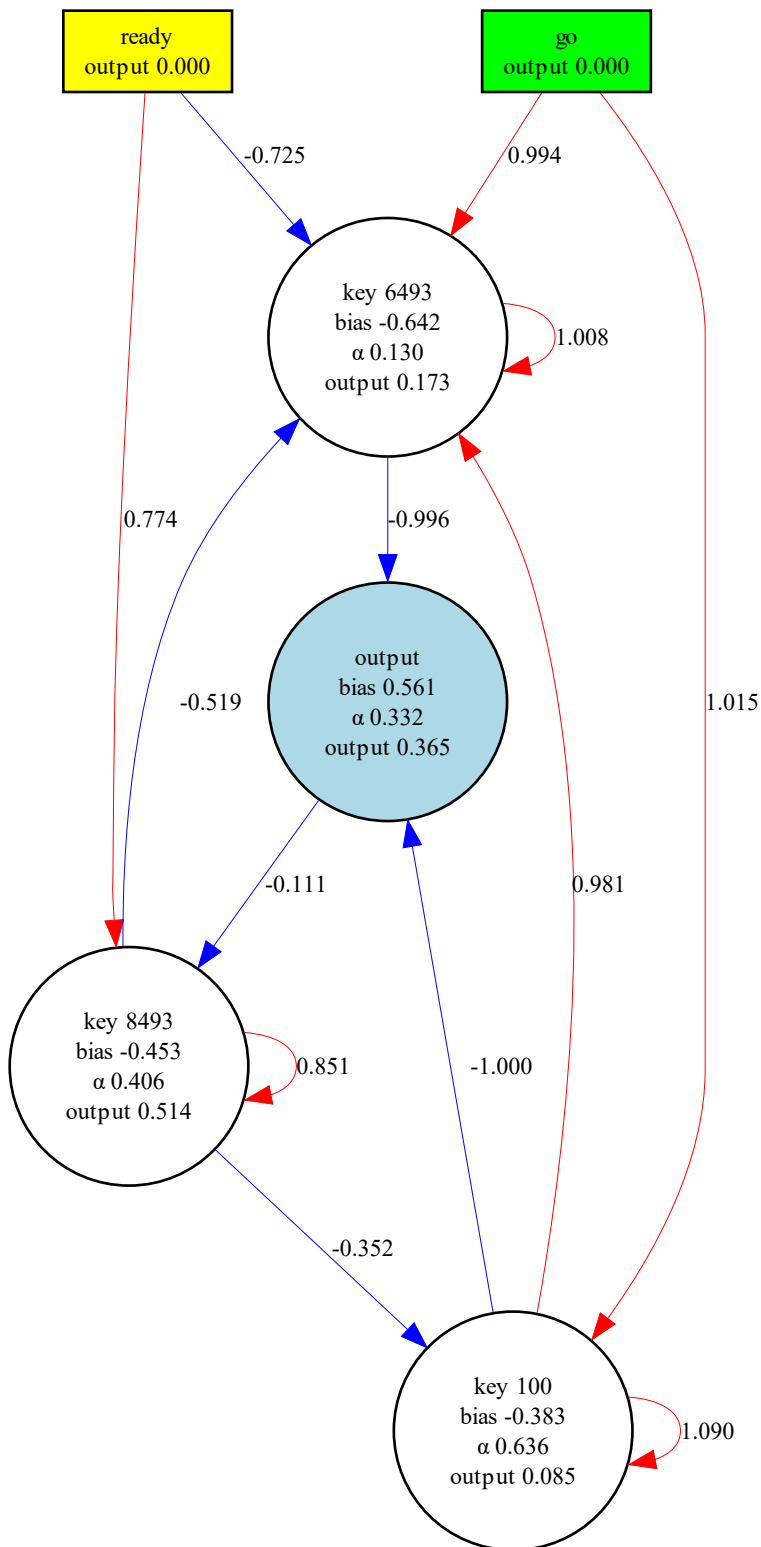 ready
output 0.000
go
output 0.000
-0.725
0.994
key 6493
bias -0.642
α 0.130
output 0.173
1.008
0.774
-0.996
-0.519
output
bias 0.561
α 0.332
output 0.365
1.015
-0.111
0.981
key 8493
bias -0.453
α 0.406
output 0.514
0.851
-1.000
-0.352
key 100
bias -0.383
α 0.636
output 0.085
1.090